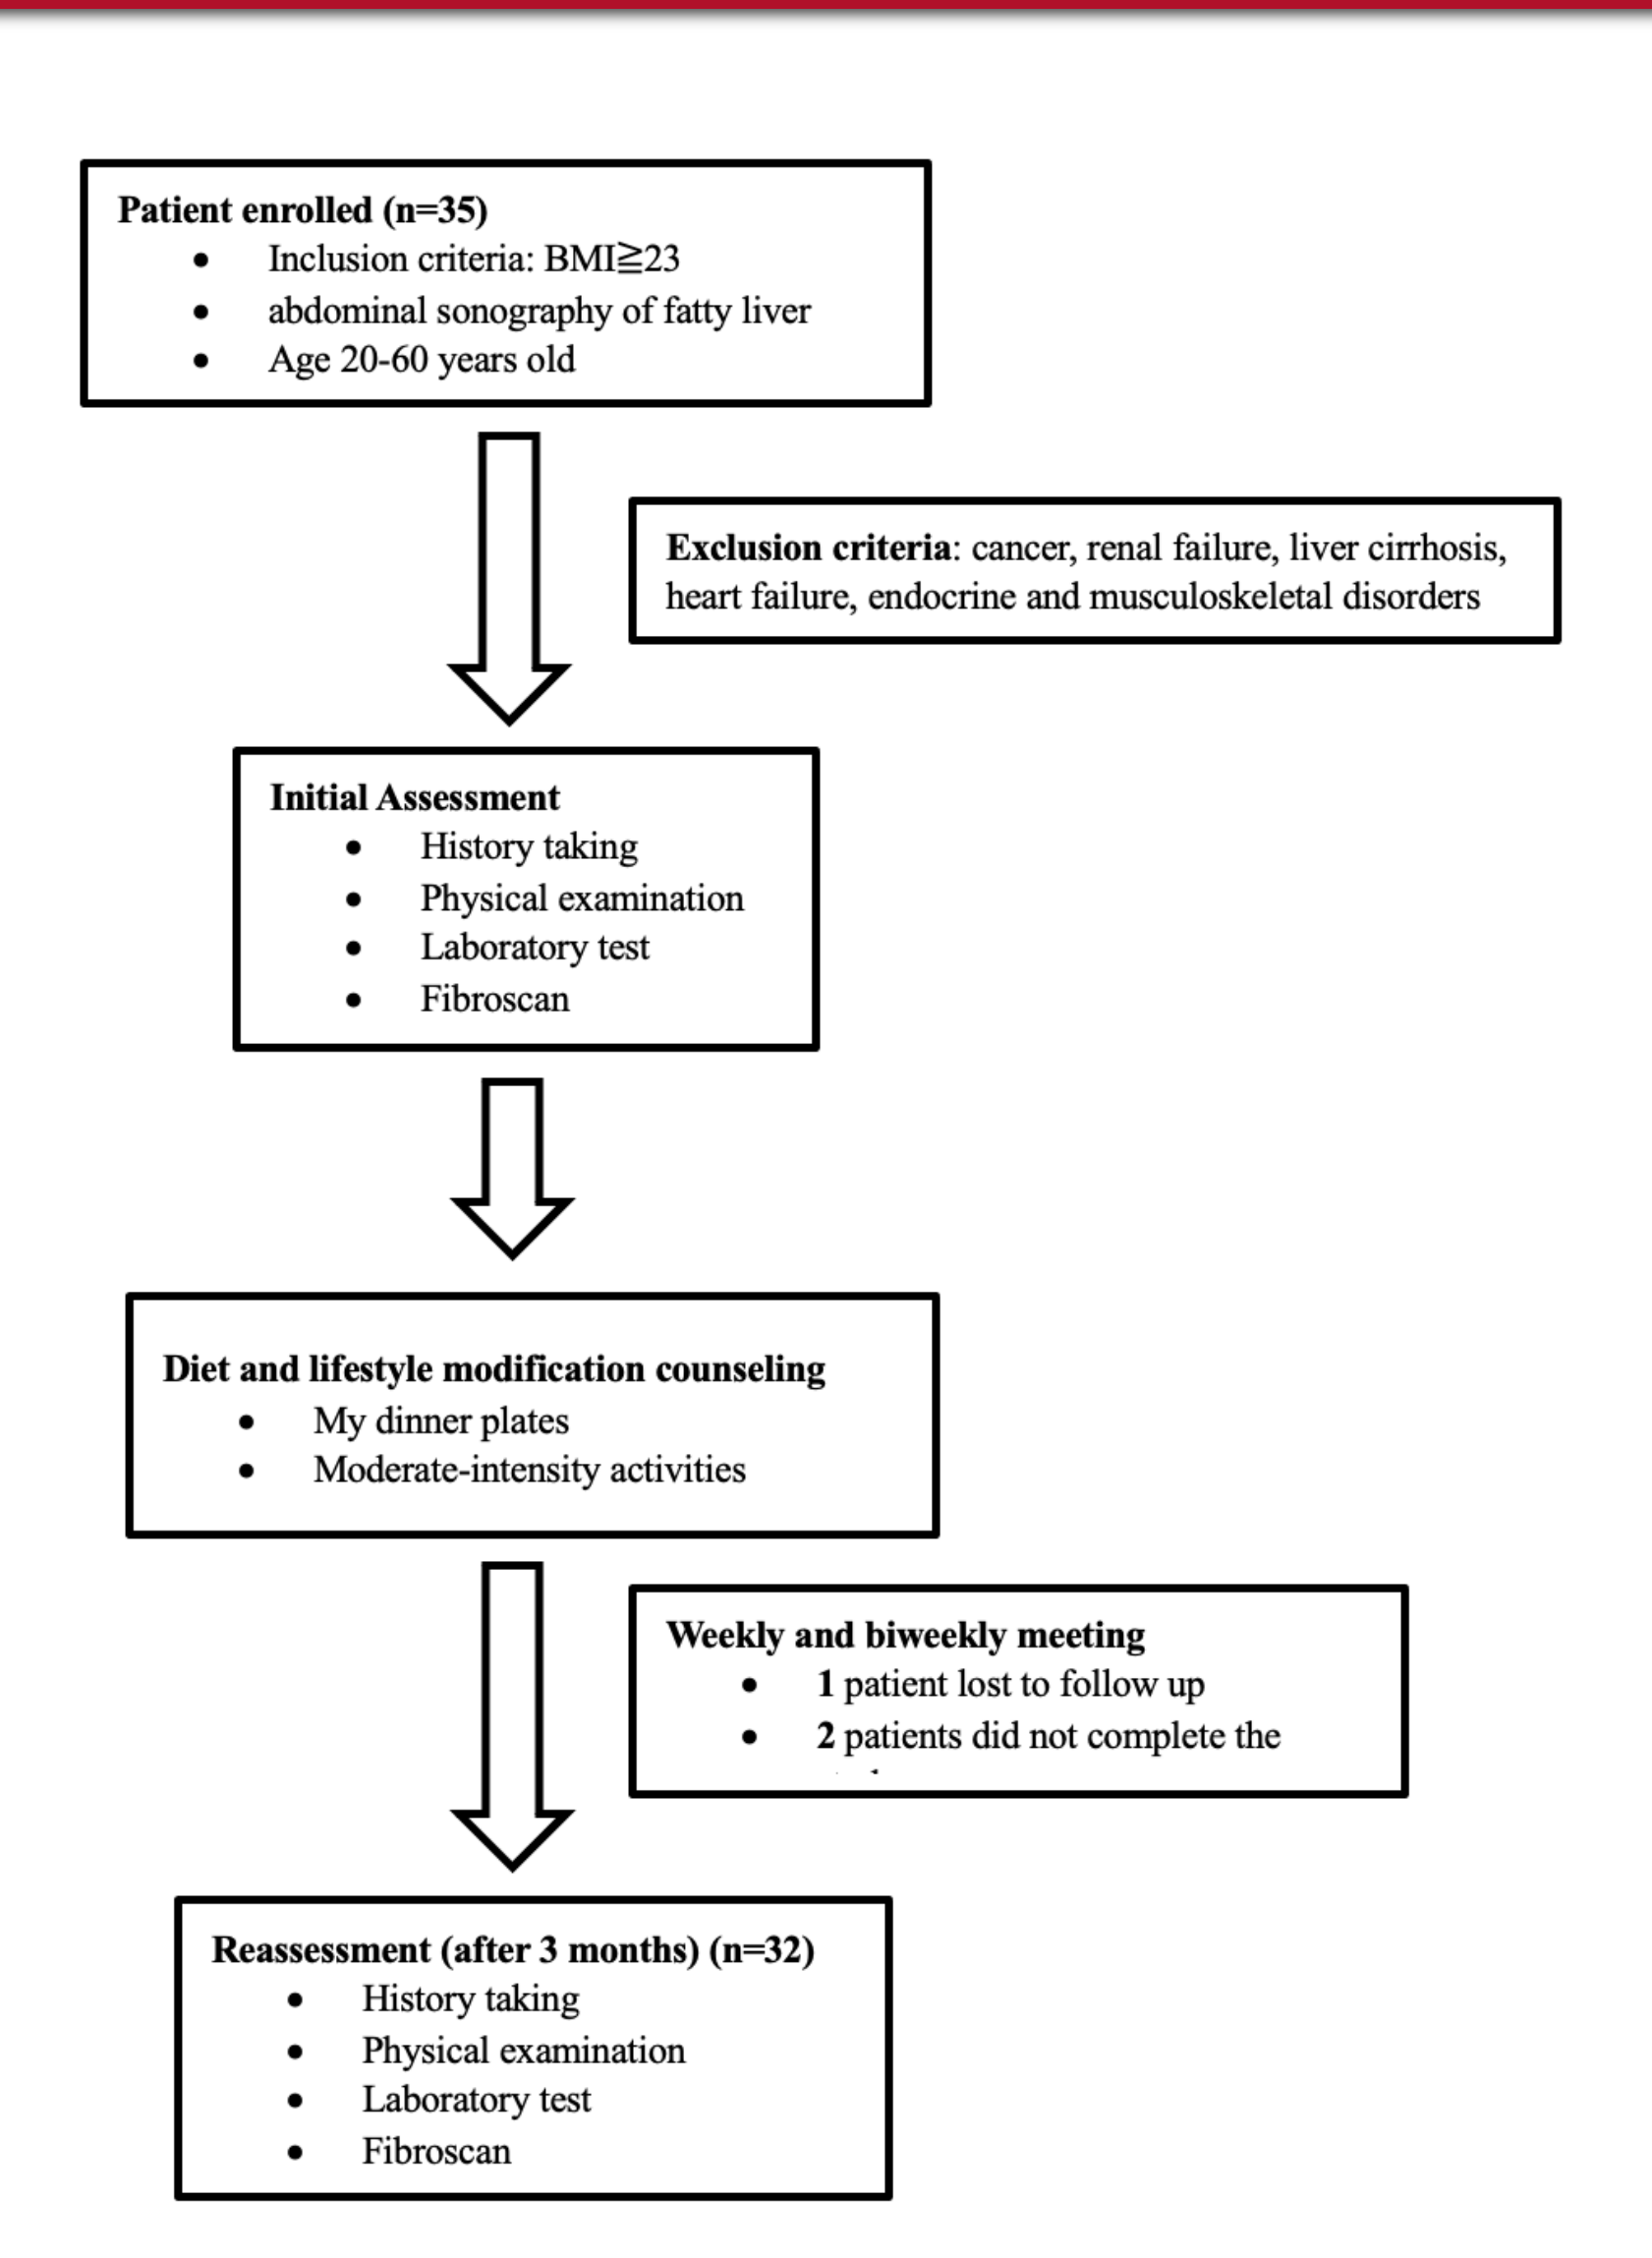 Patient enrolled (n=35)
• Inclusion criteria: BMI≧23
• abdominal sonography of fatty liver
• Age 20-60 years old
Exclusion criteria: cancer, renal failure, liver cirrhosis,
heart failure, endocrine and musculoskeletal disorders
Initial Assessment
• History taking
• Physical examination
• Laboratory test
• Fibroscan
Diet and lifestyle modification counseling
• My dinner plates
• Moderate-intensity activities
Weekly and biweekly meeting
• 1 patient lost to follow up
• 2 patients did not complete the
Reassessment (after 3 months) (n=32)
• History taking
• Physical examination
• Laboratory test
• Fibroscan